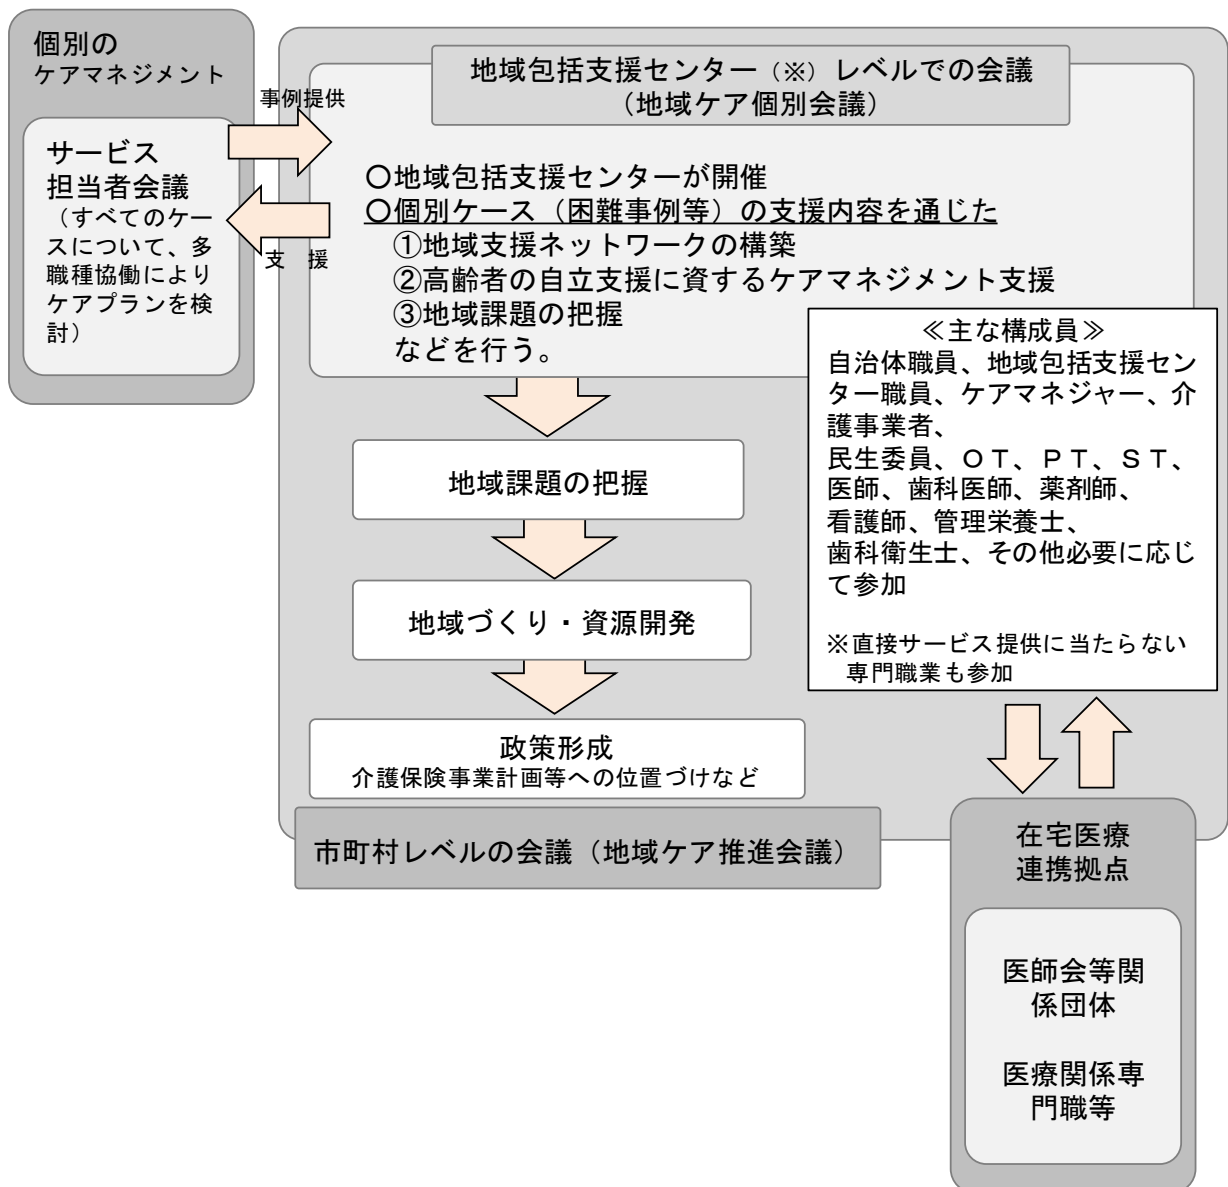 個別の
ケアマネジメント
サービス
担当者会議
（すべてのケー
スについて、多
職種協働により
ケアプランを検
討）
事例提供
支　援
地域包括支援センター（※）レベルでの会議
（地域ケア個別会議）
〇地域包括支援センターが開催
〇個別ケース（困難事例等）の支援内容を通じた
①地域支援ネットワークの構築
②高齢者の自立支援に資するケアマネジメント支援
③地域課題の把握
などを行う。
≪主な構成員≫
自治体職員、地域包括支援セン
ター職員、ケアマネジャー、介
護事業者、
民生委員、ＯＴ、ＰＴ、ＳＴ、
医師、歯科医師、薬剤師、
看護師、管理栄養士、
歯科衛生士、その他必要に応じ
て参加
※直接サービス提供に当たらない
専門職業も参加
地域課題の把握
地域づくり・資源開発
政策形成
介護保険事業計画等への位置づけなど
市町村レベルの会議（地域ケア推進会議）
在宅医療
連携拠点
医師会等関
係団体
医療関係専
門職等